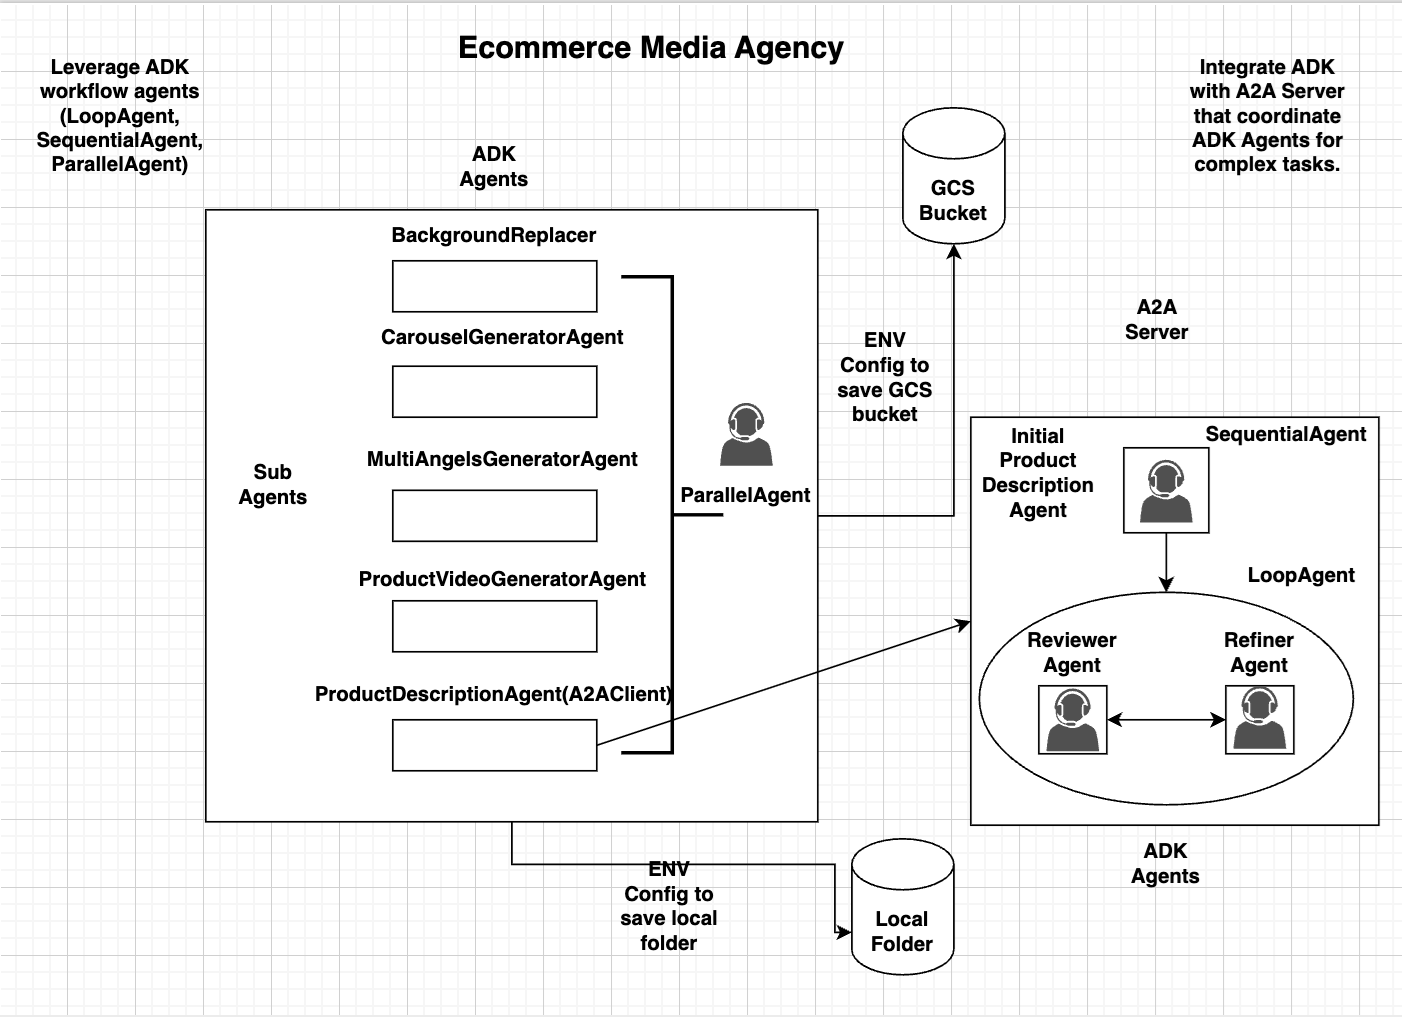 Ecommerce Media Agency
Leverage ADK
workflow agents
(LoopAgent,
SequentialAgent,
ParallelAgent)
Integrate ADK
with A2A Server
that coordinate
ADK Agents for
complex tasks.
ADK
Agents
GCS
Bucket
BackgroundReplacer
CarouselGeneratorAgent
MultiAngelsGeneratorAgent
Sub
Agents
ParallelAgent
ProductVideoGeneratorAgent
ProductDescriptionAgent(A2AClient)
ENV
Config to
save GCS
bucket
A2A
Server
Initial
Product
Description
Agent
SequentialAgent
LoopAgent
Reviewer
Agent
Refiner
Agent
ADK
Agents
ENV
Config to
save local
folder
Local
Folder